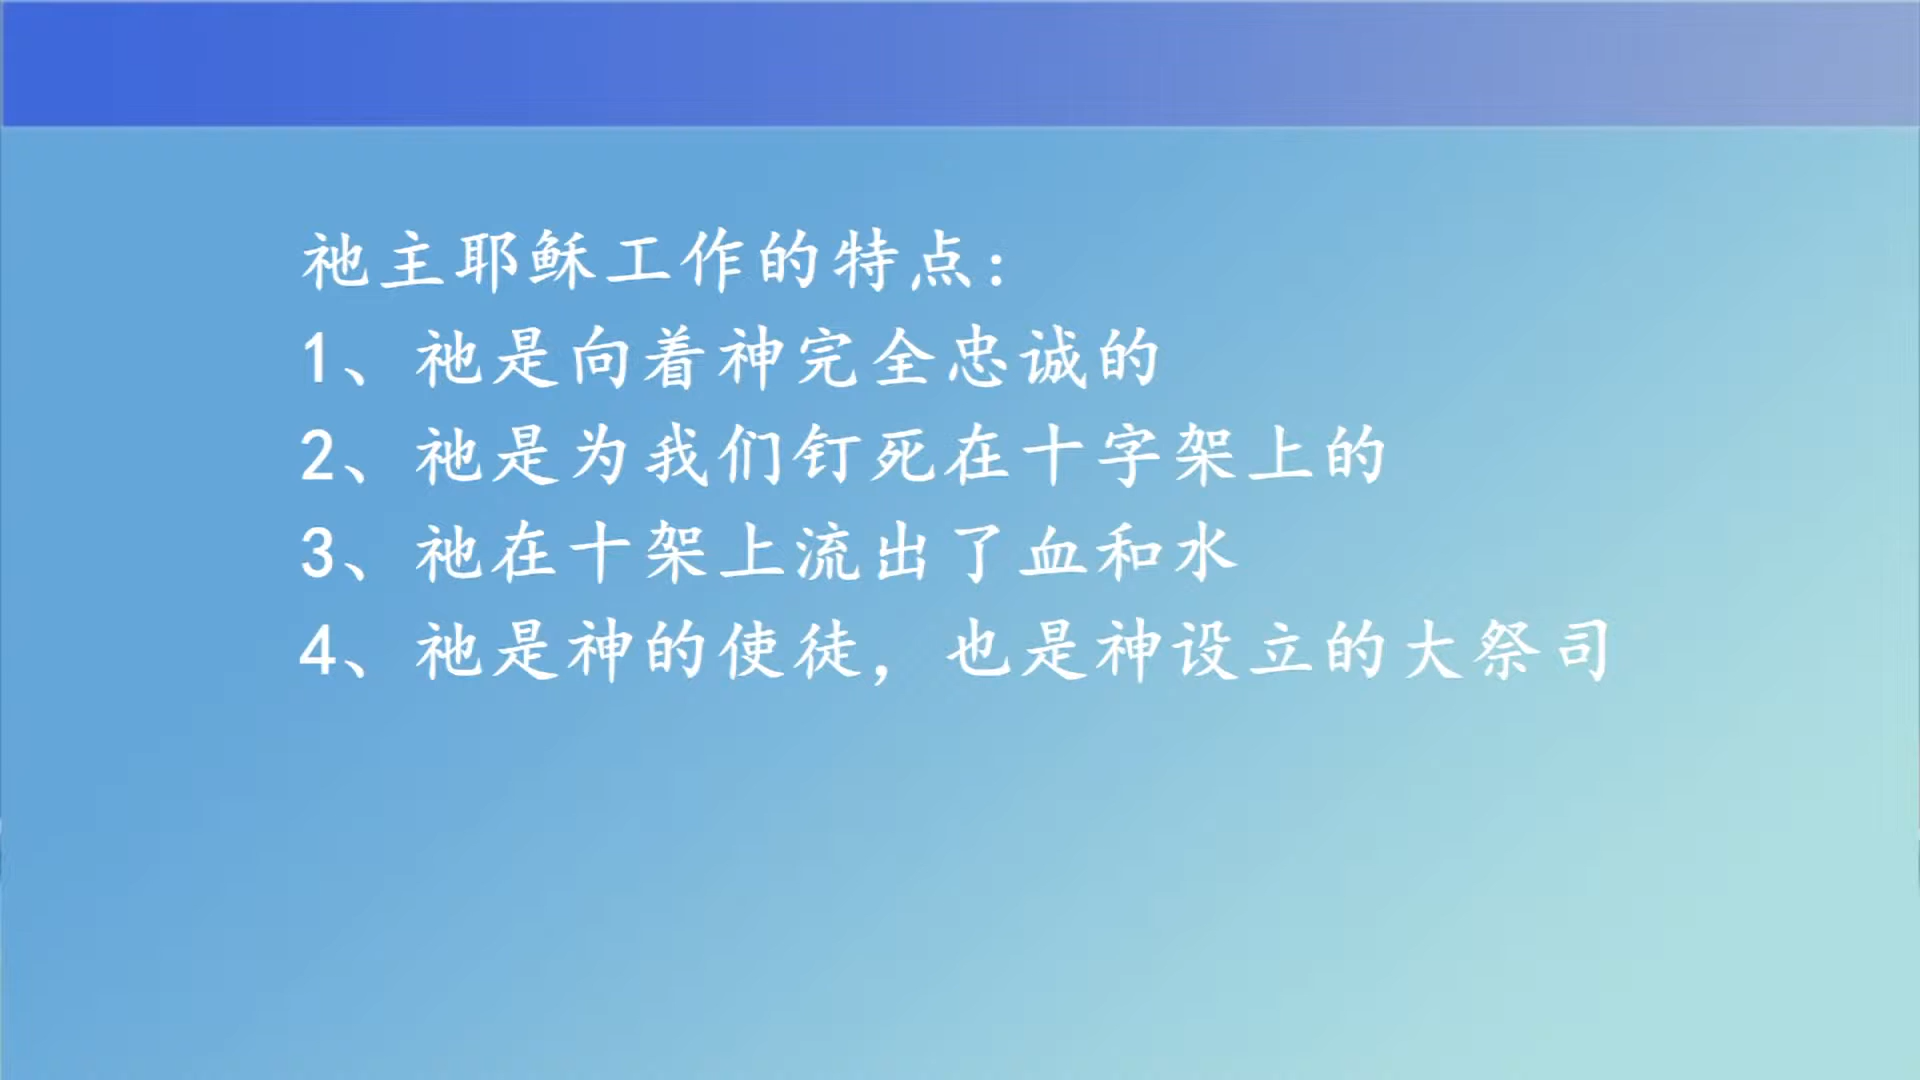 祂主耶稣工作的特点：
1、祂是向着神完全忠诚的
2、祂是为我们钉死在十字架上的
3、祂在十架上流出了血和水
4、祂是神的使徒，也是神设立的大祭司